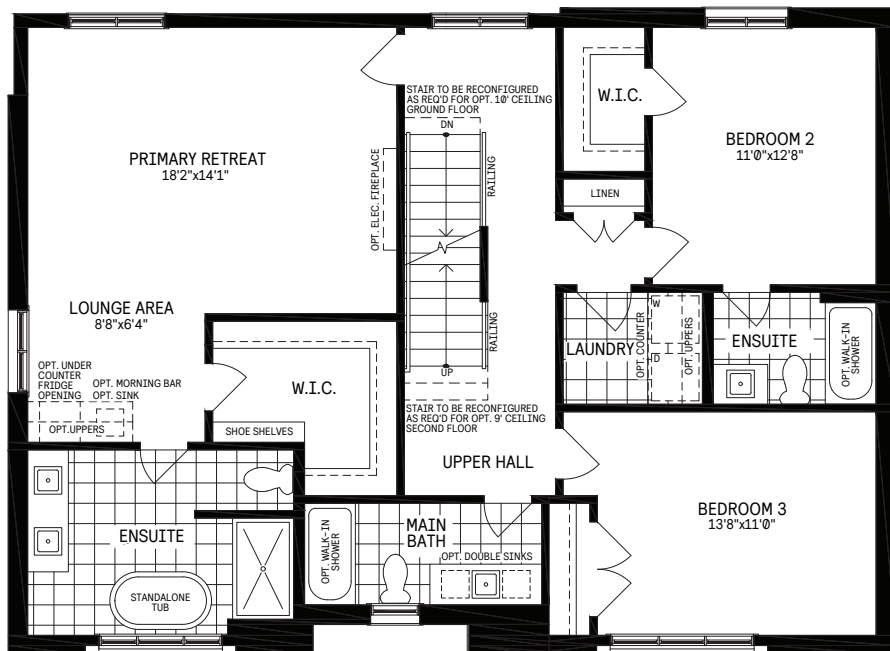 PRIMARY RETREAT
18'2"x14'1"
STAIR TO BE RECONFIGURED
AS REQ'D FOR OPT. 10' CEILING
GROUND FLOOR
DN
RAILING
OPT. ELEC. FIREPLACE
W.I.C.
BEDROOM 2
11'0"x12'8"
LINEN
LOUNGE AREA
8'8"x6'4"
OPT. UNDER
COUNTER
FRIDGE
OPENING
OPT. MORNING BAR
OPT. SINK
OPT.UPPERS
W.I.C.
SHOE SHELVES
RAILING
UP
STAIR TO BE RECONFIGURED
AS REQ'D FOR OPT. 9' CEILING
SECOND FLOOR
LAUNDRY
W
D
OPT. COUNTER
OPT. UPPERS
ENSUITE
OPT. WALK-IN
SHOWER
UPPER HALL
BEDROOM 3
13'8"x11'0"
ENSUITE
STANDALONE
TUB
OPT. WALK-IN
SHOWER
MAIN
BATH
OPT. DOUBLE SINKS